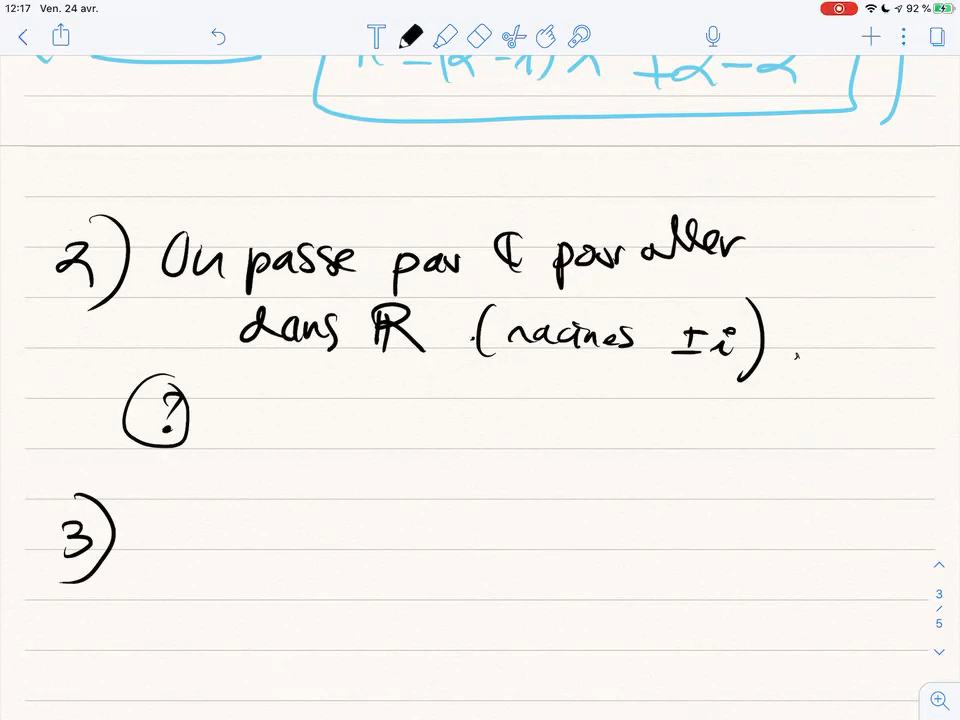 12:17 Ven. 24 avr.
92 %
2) On passe par ℂ pour aller
dans ℝ (racines ± i).
?
3)
3
/
5